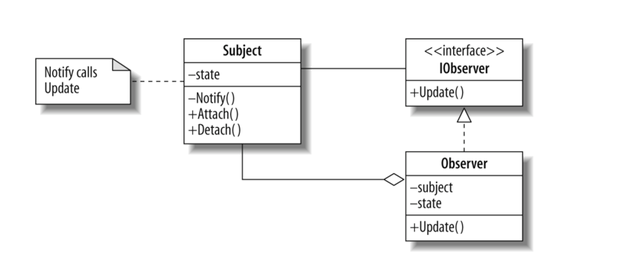 Notify calls
Update
Subject
–state
–Notify()
+Attach()
+Detach()
<<interface>>
IObserver
+Update()
Observer
–subject
–state
+Update()